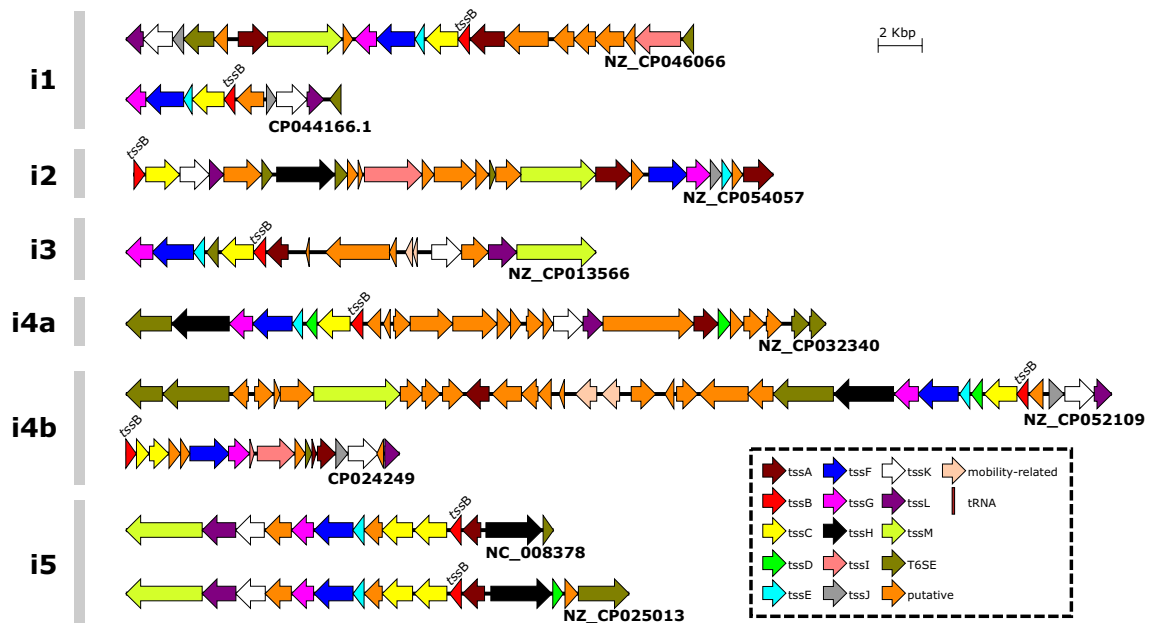 tssB
2 Kbp
NZ_CP046066
i1
tssB
CP044166.1
tssB
i2
NZ_CP054057
tssB
i3
NZ_CP013566
tssB
i4a
NZ_CP032340
tssB
NZ_CP052109
i4b
tssB
CP024249
tssB
NC_008378
i5
tssB
NZ_CP025013
tssA tssF tssK mobility-related
tssB tssG tssL tRNA
tssC tssH tssM
tssD tssI T6SE
tssE tssJ putative